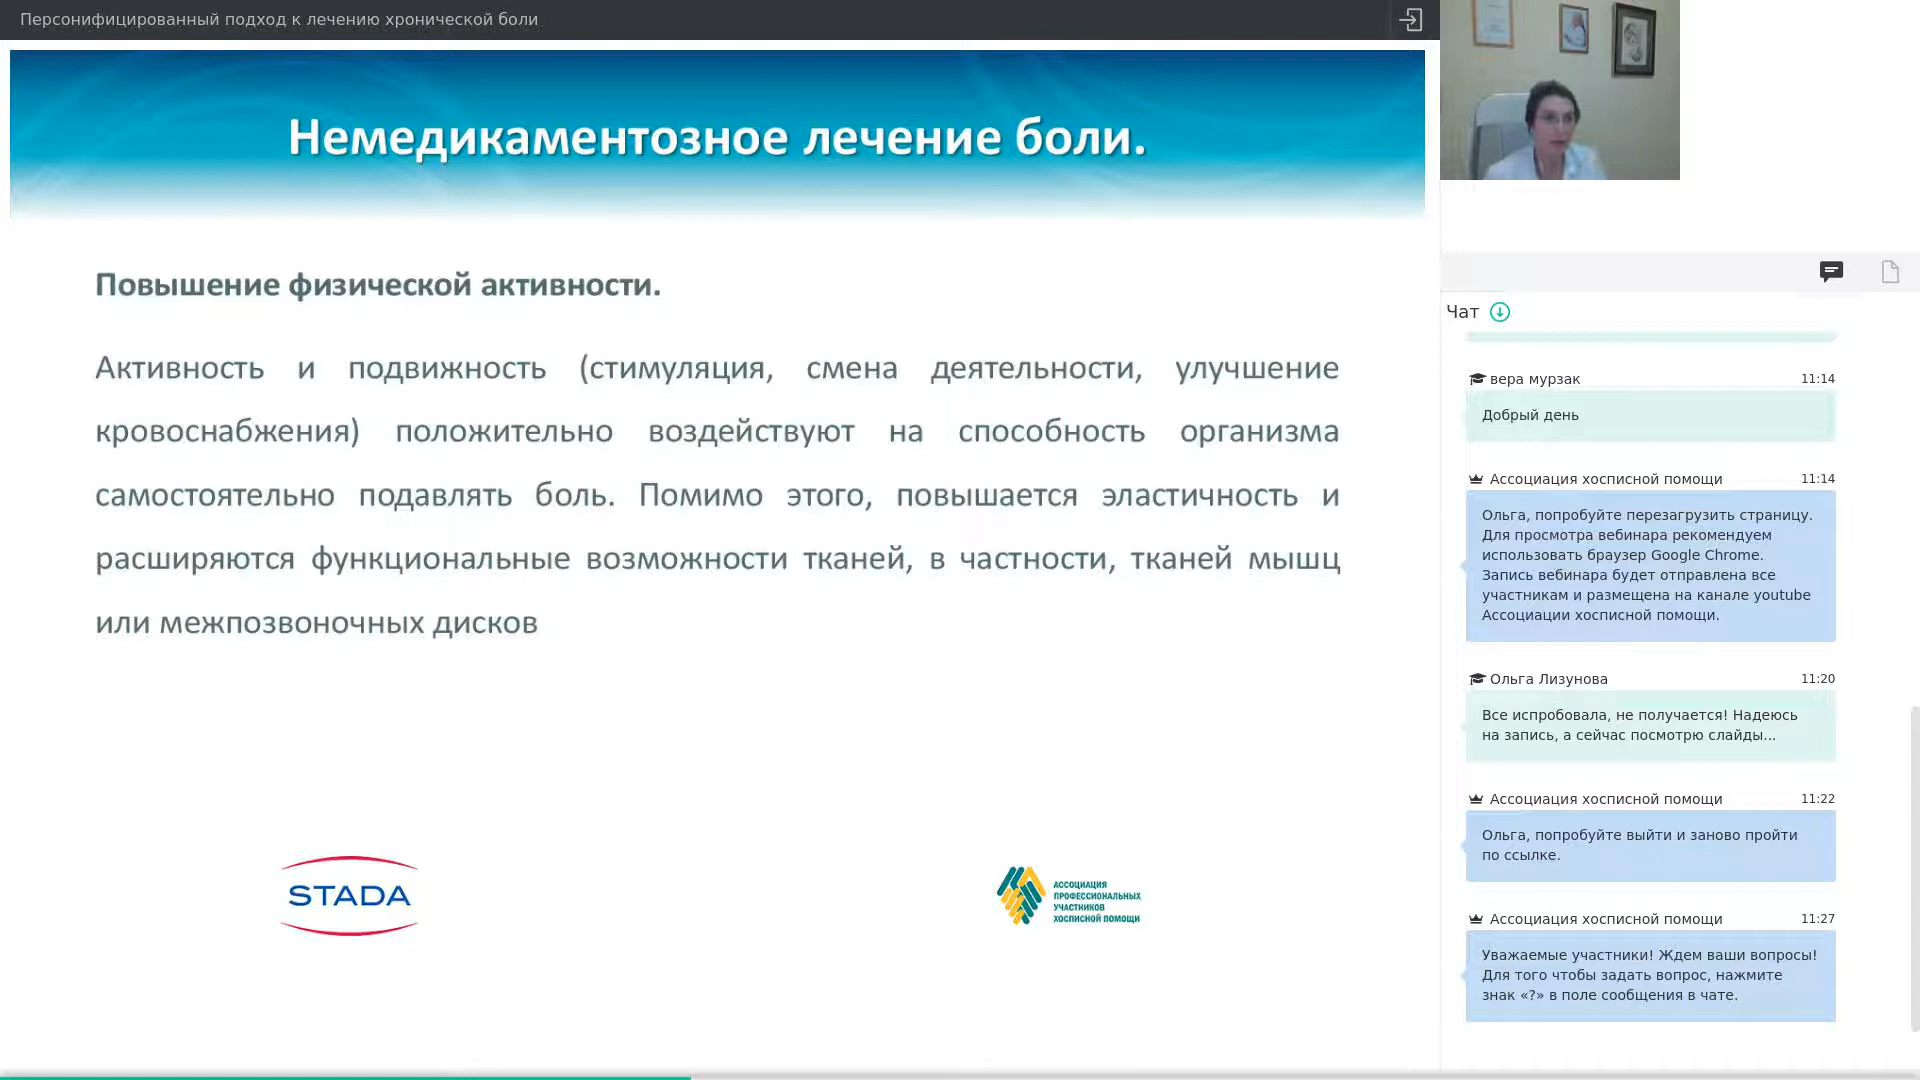 Персонифицированный подход к лечению хронической боли
Немедикаментозное лечение боли.
Повышение физической активности.
Активность и подвижность (стимуляция, смена деятельности, улучшение
кровоснабжения) положительно воздействуют на способность организма
самостоятельно подавлять боль. Помимо этого, повышается эластичность и
расширяются функциональные возможности тканей, в частности, тканей мышц
или межпозвоночных дисков
STADA
АССОЦИАЦИЯ
ПРОФЕССИОНАЛЬНЫХ
УЧАСТНИКОВ
ХОСПИСНОЙ ПОМОЩИ
Чат
вера мурзак 11:14
Добрый день
Ассоциация хосписной помощи 11:14
Ольга, попробуйте перезагрузить страницу.
Для просмотра вебинара рекомендуем
использовать браузер Google Chrome.
Запись вебинара будет отправлена все
участникам и размещена на канале youtube
Ассоциации хосписной помощи.
Ольга Лизунова 11:20
Все испробовала, не получается! Надеюсь
на запись, а сейчас посмотрю слайды...
Ассоциация хосписной помощи 11:22
Ольга, попробуйте выйти и заново пройти
по ссылке.
Ассоциация хосписной помощи 11:27
Уважаемые участники! Ждем ваши вопросы!
Для того чтобы задать вопрос, нажмите
знак «?» в поле сообщения в чате.